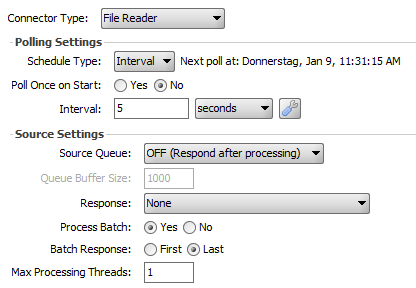 Connector Type: File Reader
Polling Settings
Schedule Type: Interval Next poll at: Donnerstag, Jan 9, 11:31:15 AM
Poll Once on Start: Yes No
Interval: 5 seconds
Source Settings
Source Queue: OFF (Respond after processing)
Queue Buffer Size: 1000
Response: None
Process Batch: Yes No
Batch Response: First Last
Max Processing Threads: 1